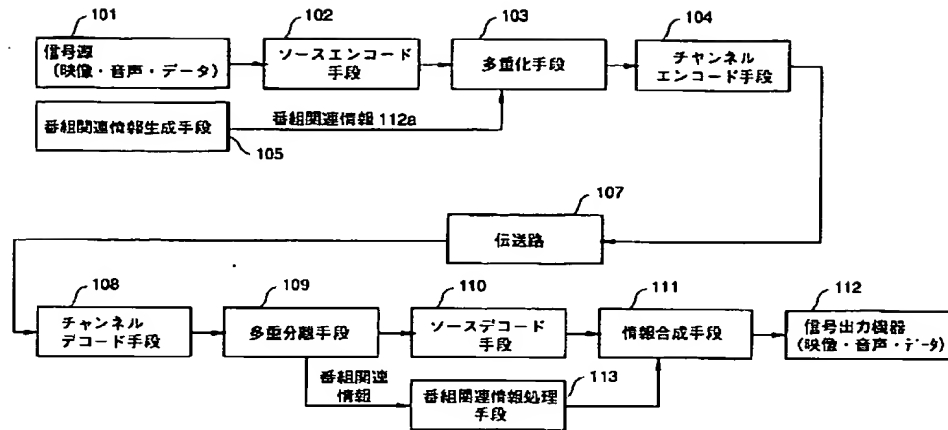 101
信号源
(映像・音声・データ)
102
ソースエンコード
手段
103
多重化手段
104
チャンネル
エンコード手段
番組関連情報生成手段
105
番組関連情報 112a
107
伝送路
108
チャンネル
デコード手段
109
多重分離手段
110
ソースデコード
手段
111
情報合成手段
112
信号出力機器
(映像・音声・データ)
番組関連
情報
113
番組関連情報処理
手段